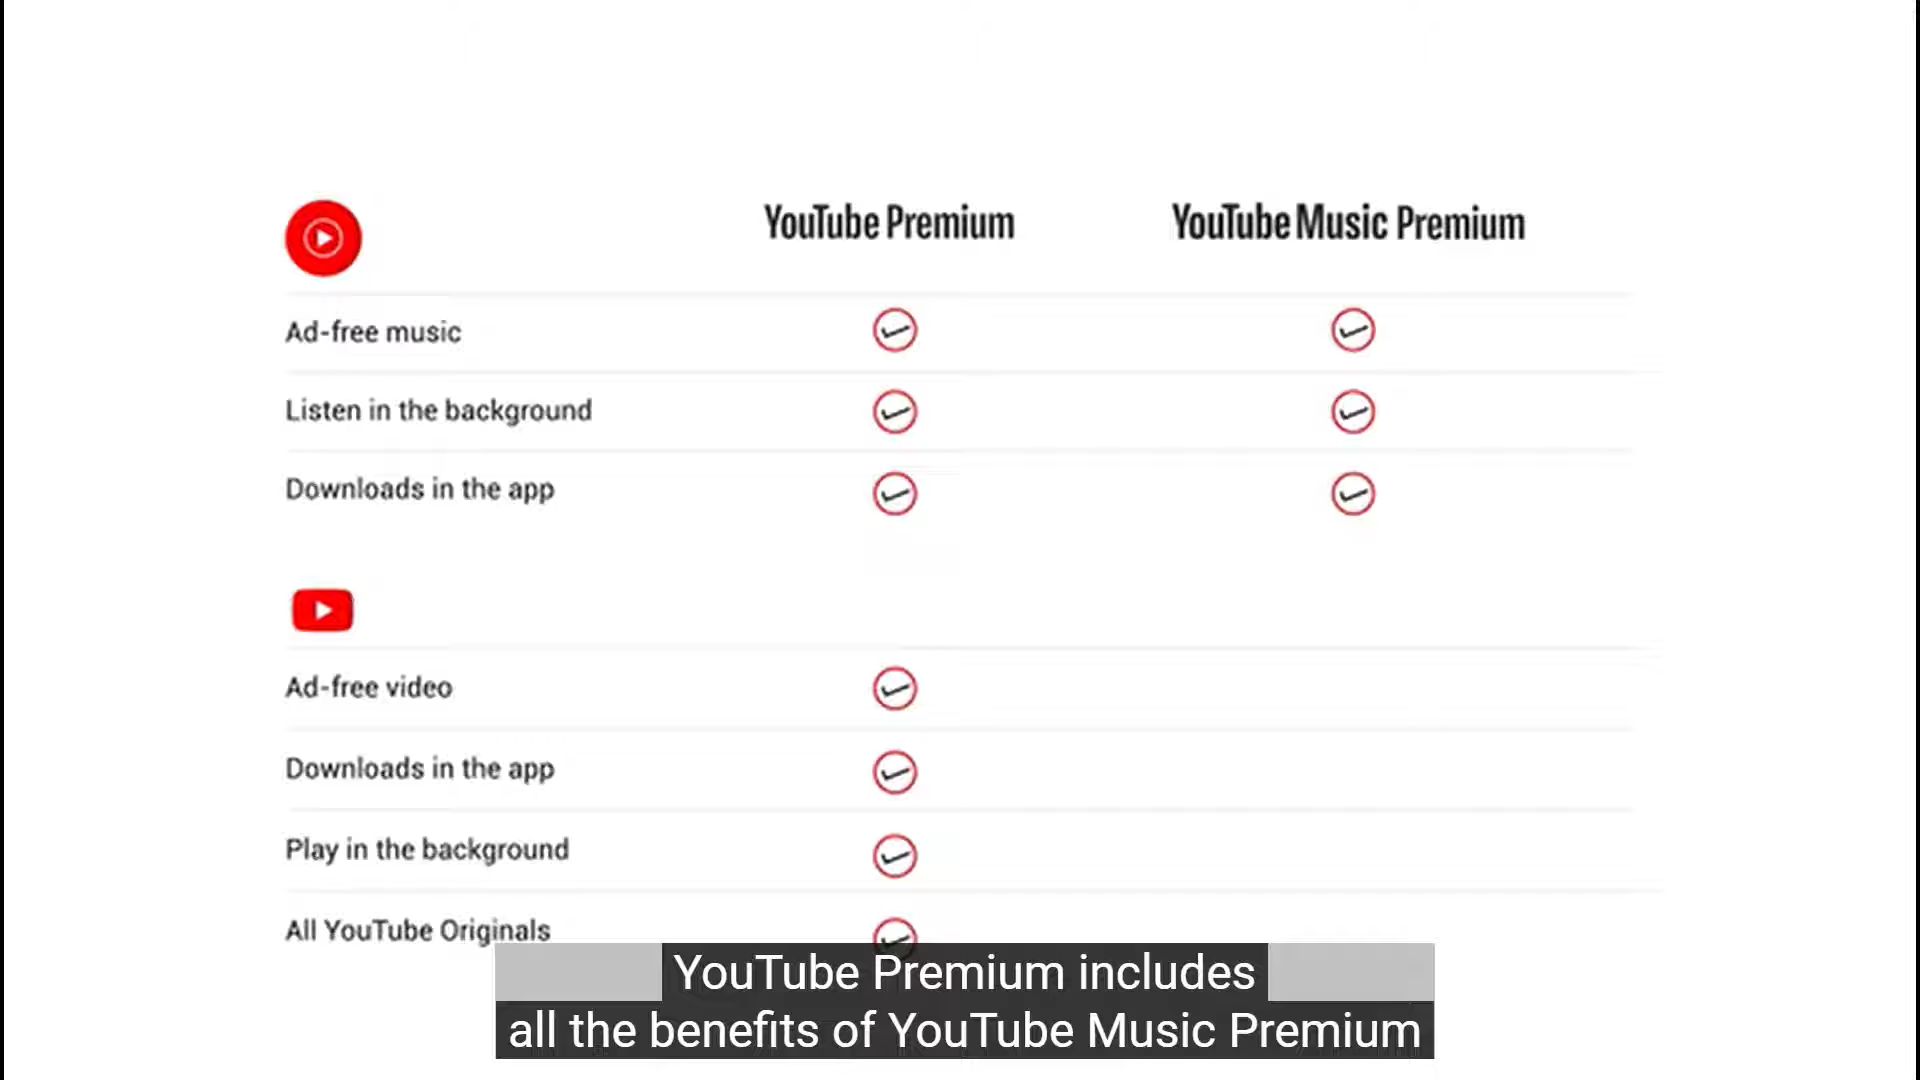 YouTube Premium YouTube Music Premium
Ad-free music
Listen in the background
Downloads in the app
Ad-free video
Downloads in the app
Play in the background
All YouTube Originals
YouTube Premium includes
all the benefits of YouTube Music Premium